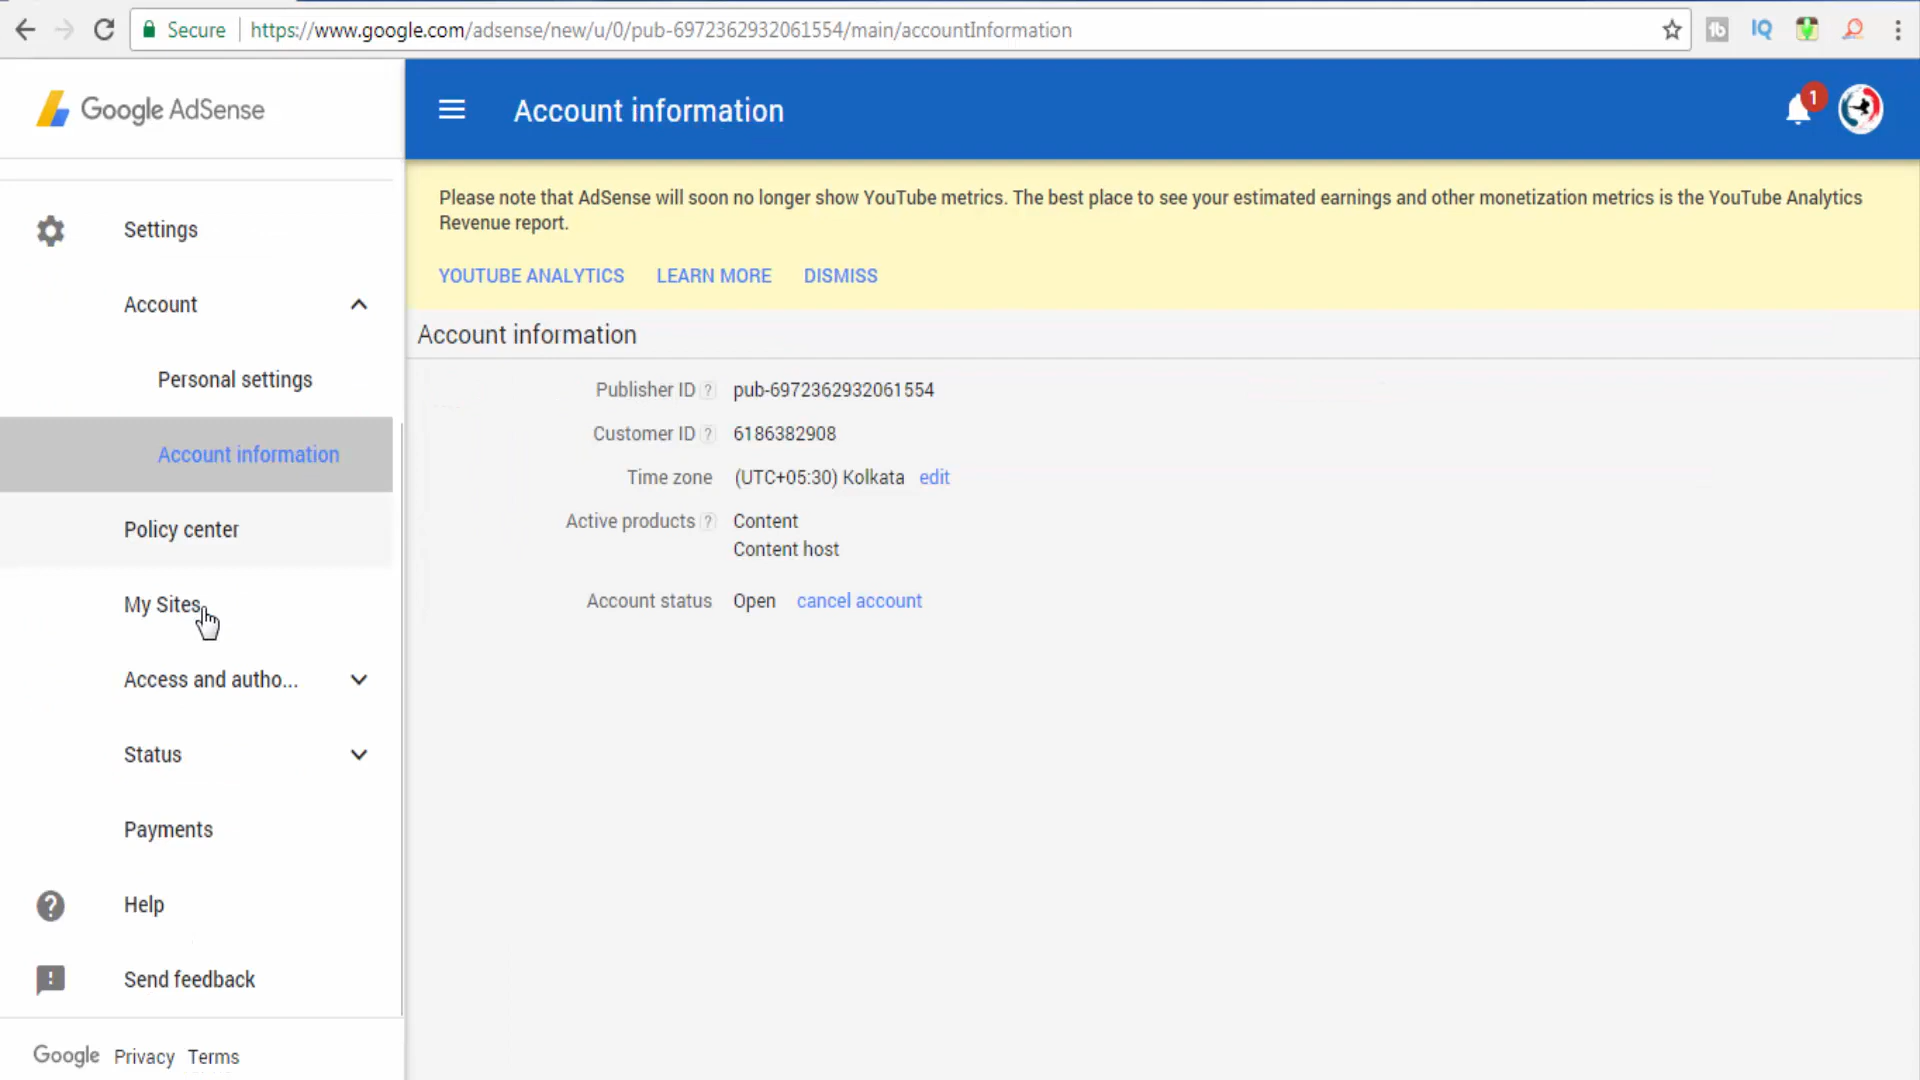 Secure https://www.google.com/adsense/new/u/0/pub-6972362932061554/main/accountInformation
tb IQ
Google AdSense
Account information
1
Please note that AdSense will soon no longer show YouTube metrics. The best place to see your estimated earnings and other monetization metrics is the YouTube Analytics
Revenue report.
YOUTUBE ANALYTICS LEARN MORE DISMISS
Settings
Account
Personal settings
Account information
Policy center
My Sites
Access and autho...
Status
Payments
? Help
! Send feedback
Google Privacy Terms
Account information
Publisher ID ? pub-6972362932061554
Customer ID ? 6186382908
Time zone (UTC+05:30) Kolkata edit
Active products ? Content
Content host
Account status Open cancel account